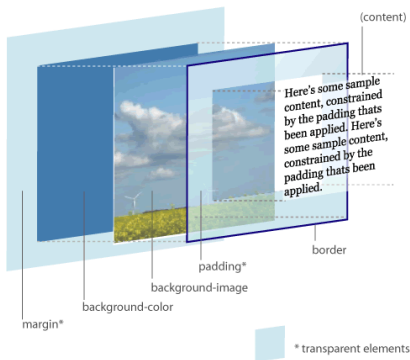 (content)
Here's some sample
content, constrained
by the padding thats
been applied. Here's
some sample content,
constrained by the
padding thats been
applied.
border
padding*
background-image
background-color
margin*
* transparent elements